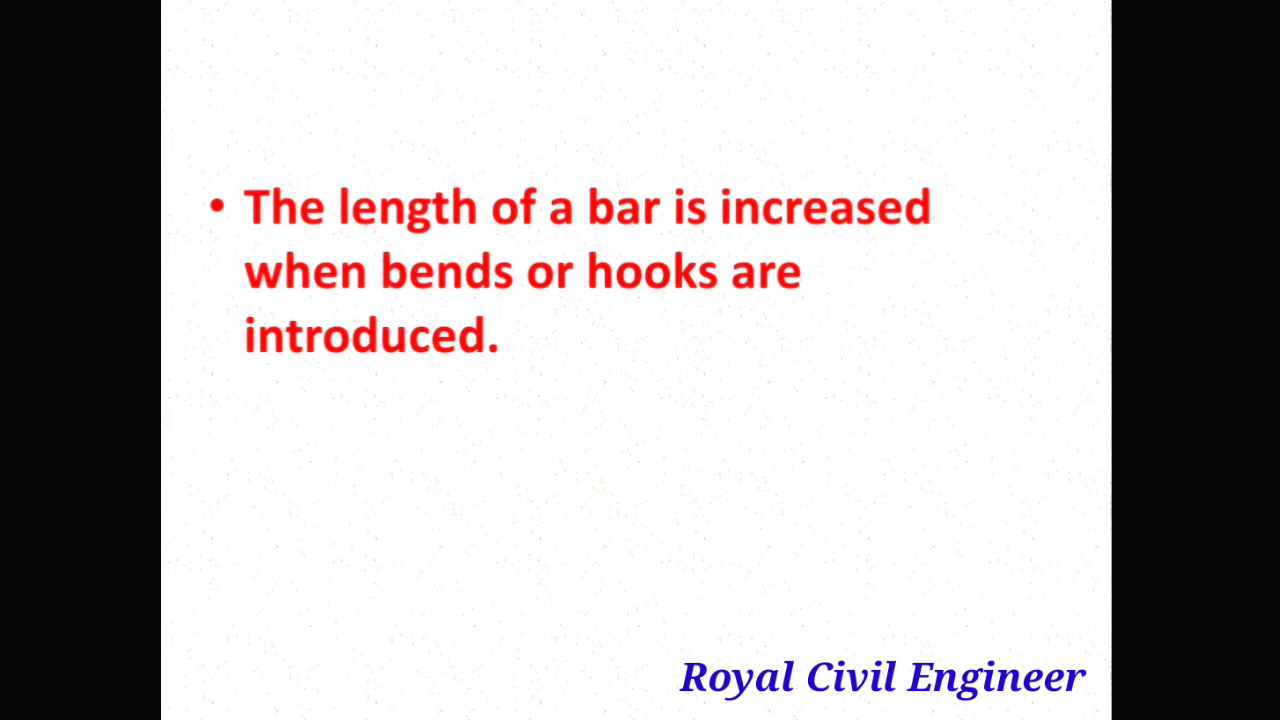 • The length of a bar is increased
when bends or hooks are
introduced.
Royal Civil Engineer